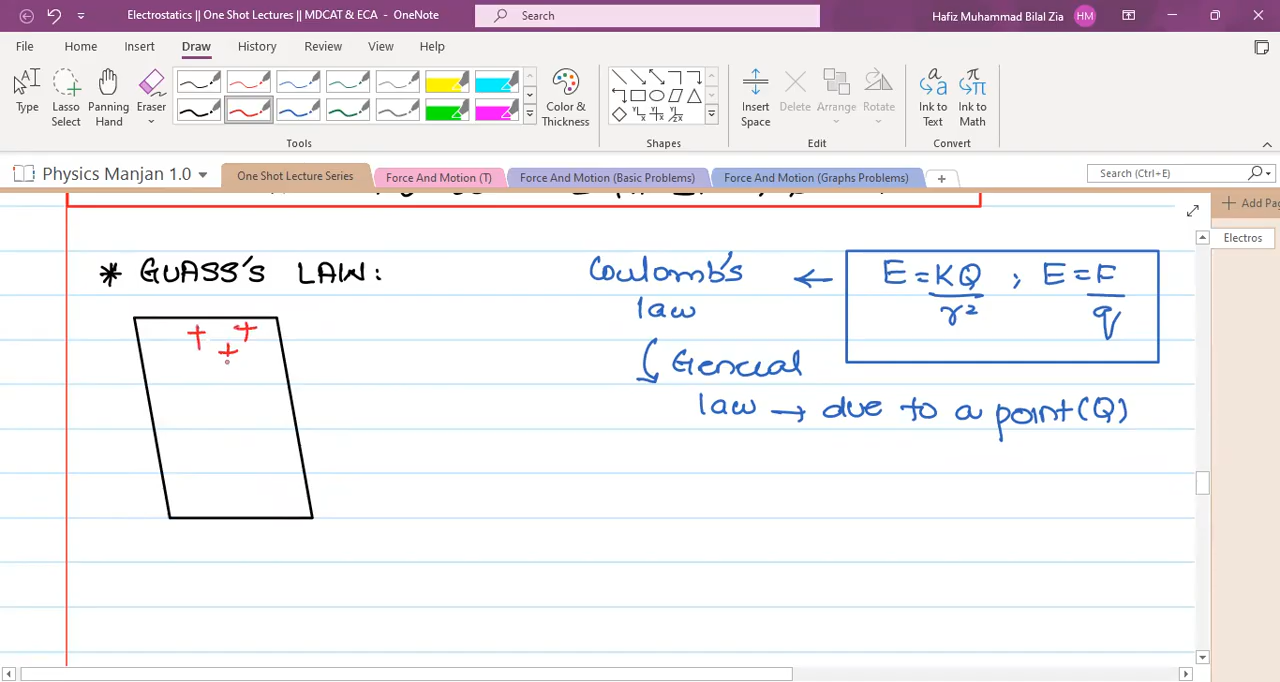 Electrostatics || One Shot Lectures || MDCAT & ECA - OneNote
Search
Hafiz Muhammad Bilal Zia
HM
File Home Insert Draw History Review View Help
Type
Lasso Select
Panning Hand
Eraser
Color & Thickness
Insert Space
Delete
Arrange
Rotate
Ink to Text
Ink to Math
Tools
Shapes
Edit
Convert
Physics Manjan 1.0
One Shot Lecture Series
Force And Motion (T)
Force And Motion (Basic Problems)
Force And Motion (Graphs Problems)
Search (Ctrl+E)
Add Pag
Electros
* GUASS'S LAW:
Coulomb's ← E = KQ/r² ; E = F/q
law
General
law → due to a point (Q)
+ +
+